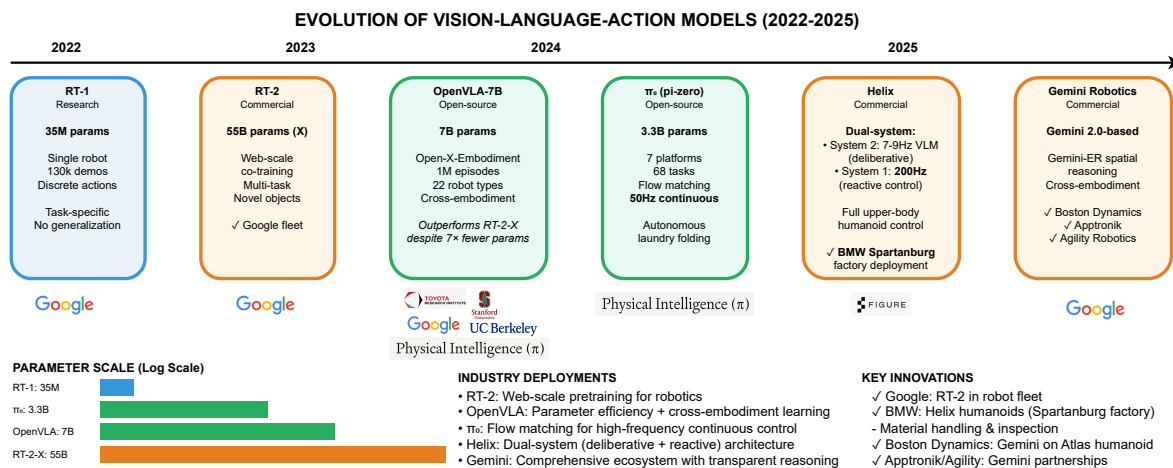 EVOLUTION OF VISION-LANGUAGE-ACTION MODELS (2022-2025)
2022
2023
2024
2025
RT-1
Research
35M params
Single robot
130k demos
Discrete actions
Task-specific
No generalization
Google
RT-2
Commercial
55B params (X)
Web-scale
co-training
Multi-task
Novel objects
✓ Google fleet
Google
OpenVLA-7B
Open-source
7B params
Open-X-Embodiment
1M episodes
22 robot types
Cross-embodiment
Outperforms RT-2-X
despite 7× fewer params
TOYOTA
RESEARCH INSTITUTE
Stanford
University
Google
UC Berkeley
Physical Intelligence (π)
π₀ (pi-zero)
Open-source
3.3B params
7 platforms
68 tasks
Flow matching
50Hz continuous
Autonomous
laundry folding
Physical Intelligence (π)
Helix
Commercial
Dual-system:
• System 2: 7-9Hz VLM
(deliberative)
• System 1: 200Hz
(reactive control)
Full upper-body
humanoid control
✓ BMW Spartanburg
factory deployment
FIGURE
Gemini Robotics
Commercial
Gemini 2.0-based
Gemini-ER spatial
reasoning
Cross-embodiment
✓ Boston Dynamics
✓ Apptronik
✓ Agility Robotics
Google
PARAMETER SCALE (Log Scale)
RT-1: 35M
π₀: 3.3B
OpenVLA: 7B
RT-2-X: 55B
INDUSTRY DEPLOYMENTS
• RT-2: Web-scale pretraining for robotics
• OpenVLA: Parameter efficiency + cross-embodiment learning
• π₀: Flow matching for high-frequency continuous control
• Helix: Dual-system (deliberative + reactive) architecture
• Gemini: Comprehensive ecosystem with transparent reasoning
KEY INNOVATIONS
✓ Google: RT-2 in robot fleet
✓ BMW: Helix humanoids (Spartanburg factory)
- Material handling & inspection
✓ Boston Dynamics: Gemini on Atlas humanoid
✓ Apptronik/Agility: Gemini partnerships